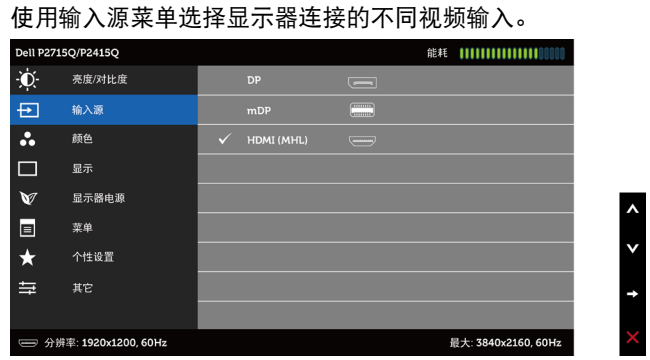 使用输入源菜单选择显示器连接的不同视频输入。
Dell P2715Q/P2415Q 能耗
亮度/对比度 DP
输入源 mDP
颜色 HDMI (MHL)
显示
显示器电源
菜单
个性设置
其它
分辨率: 1920x1200, 60Hz 最大: 3840x2160, 60Hz